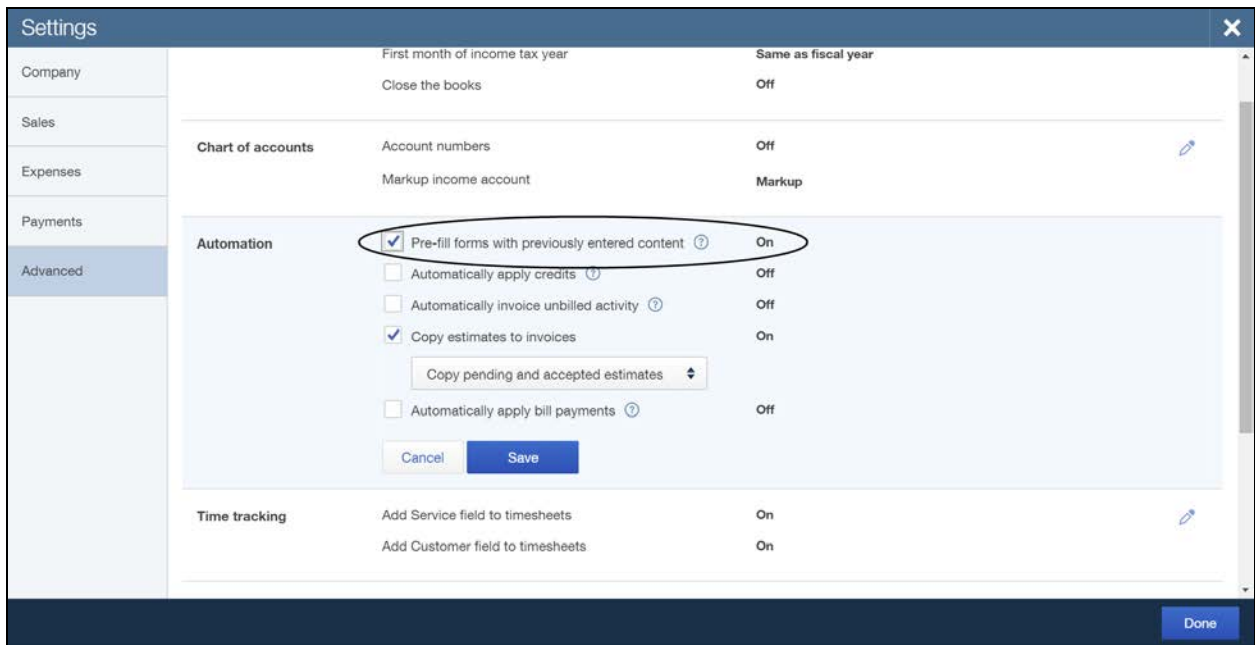 Settings
Company
Sales
Expenses
Payments
Advanced
First month of income tax year Same as fiscal year
Close the books Off
Chart of accounts Account numbers Off
Markup income account Markup
Automation Pre-fill forms with previously entered content ? On
Automatically apply credits ? Off
Automatically invoice unbilled activity ? Off
Copy estimates to invoices On
Copy pending and accepted estimates
Automatically apply bill payments ? Off
Cancel Save
Time tracking Add Service field to timesheets On
Add Customer field to timesheets On
Done